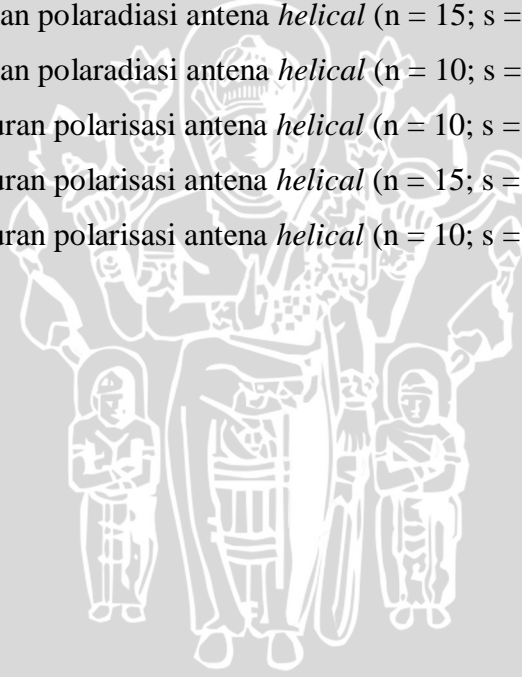 an polaradiasi antena helical (n = 15; s =
an polaradiasi antena helical (n = 10; s =
uran polarisasi antena helical (n = 10; s =
uran polarisasi antena helical (n = 15; s =
uran polarisasi antena helical (n = 10; s =